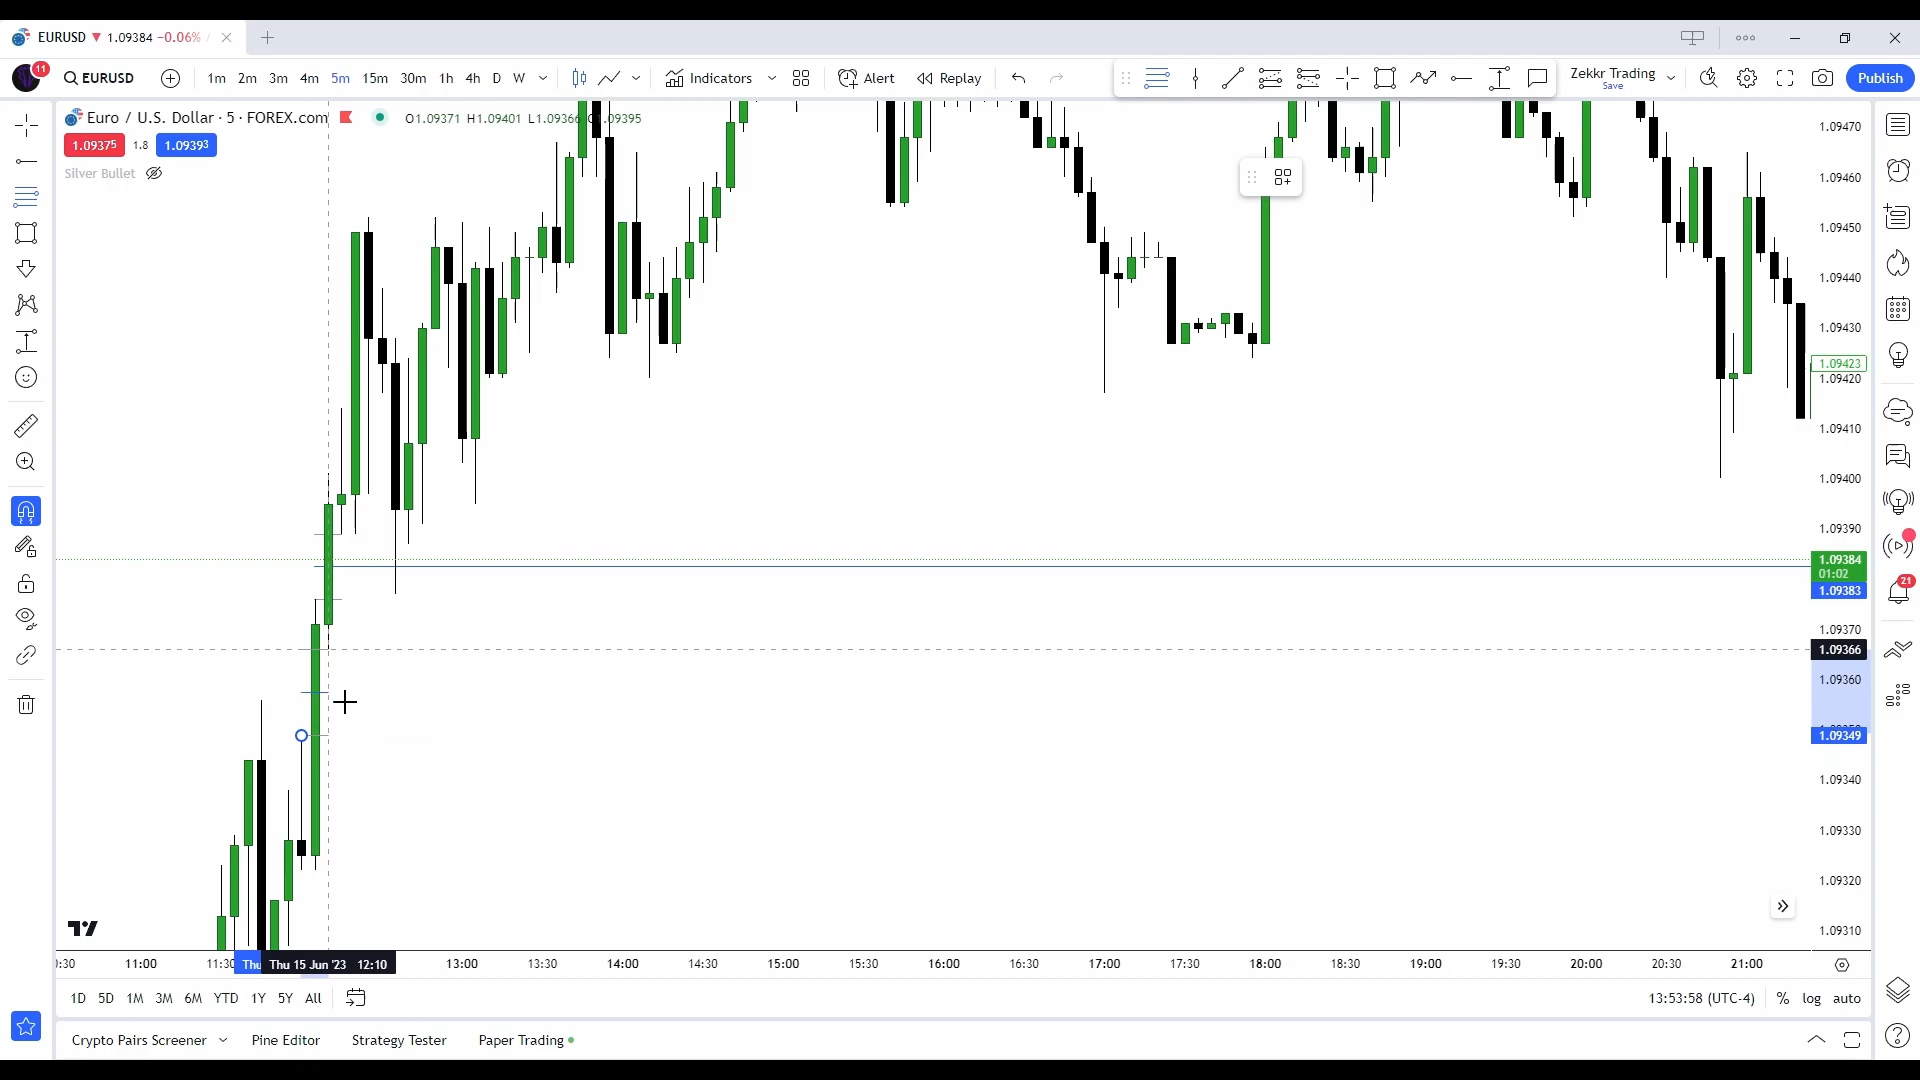 EURUSD ▼ 1.09384 −0.06% /
11
EURUSD
1m 2m 3m 4m 5m 15m 30m 1h 4h D W
Indicators
Alert
Replay
Zekkr Trading
Save
Publish
Euro / U.S. Dollar · 5 · FOREX.com
O1.09371 H1.09401 L1.09366 C1.09395
1.09375
1.8
1.09393
Silver Bullet
1.09470
1.09460
1.09450
1.09440
1.09430
1.09423
1.09420
1.09410
1.09400
1.09390
1.09384
01:02
1.09383
1.09370
1.09366
1.09360
1.09349
1.09340
1.09330
1.09320
1.09310
21
:30 11:00 11:30 Thu Thu 15 Jun '23 12:10 13:00 13:30 14:00 14:30 15:00 15:30 16:00 16:30 17:00 17:30 18:00 18:30 19:00 19:30 20:00 20:30 21:00
1D 5D 1M 3M 6M YTD 1Y 5Y All
13:53:58 (UTC-4) % log auto
Crypto Pairs Screener
Pine Editor
Strategy Tester
Paper Trading